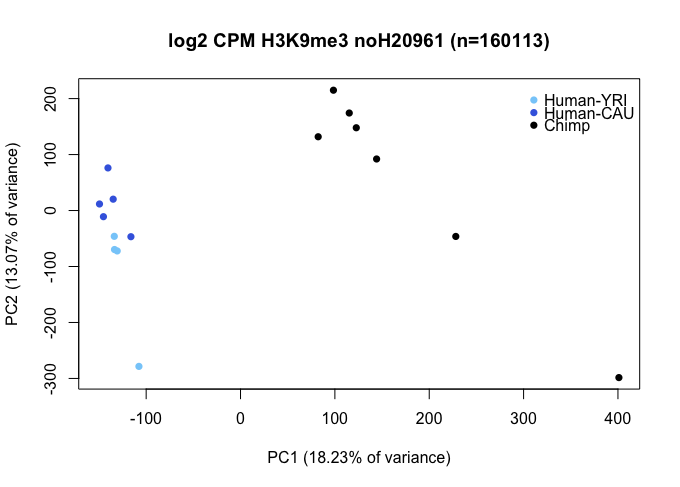 log2 CPM H3K9me3 noH20961 (n=160113)
Human-YRI
Human-CAU
Chimp
200
100
0
-100
-200
-300
PC2 (13.07% of variance)
-100 0 100 200 300 400
PC1 (18.23% of variance)